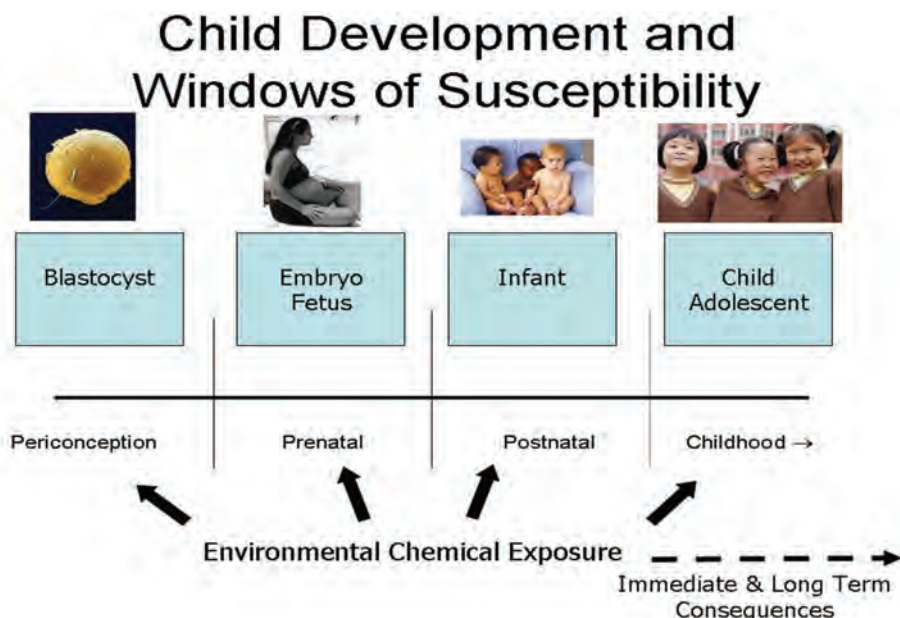 Child Development and
Windows of Susceptibility
Blastocyst
Embryo
Fetus
Infant
Child
Adolescent
Periconception
Prenatal
Postnatal
Childhood →
Environmental Chemical Exposure
Immediate & Long Term
Consequences